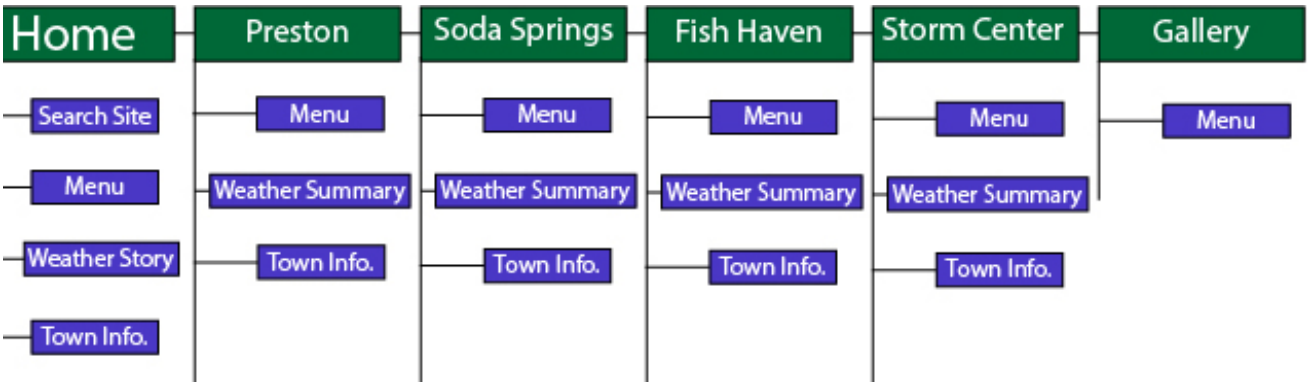 Home
Preston
Soda Springs
Fish Haven
Storm Center
Gallery
Search Site
Menu
Weather Story
Town Info.
Menu
Weather Summary
Town Info.
Menu
Weather Summary
Town Info.
Menu
Weather Summary
Town Info.
Menu
Weather Summary
Town Info.
Menu